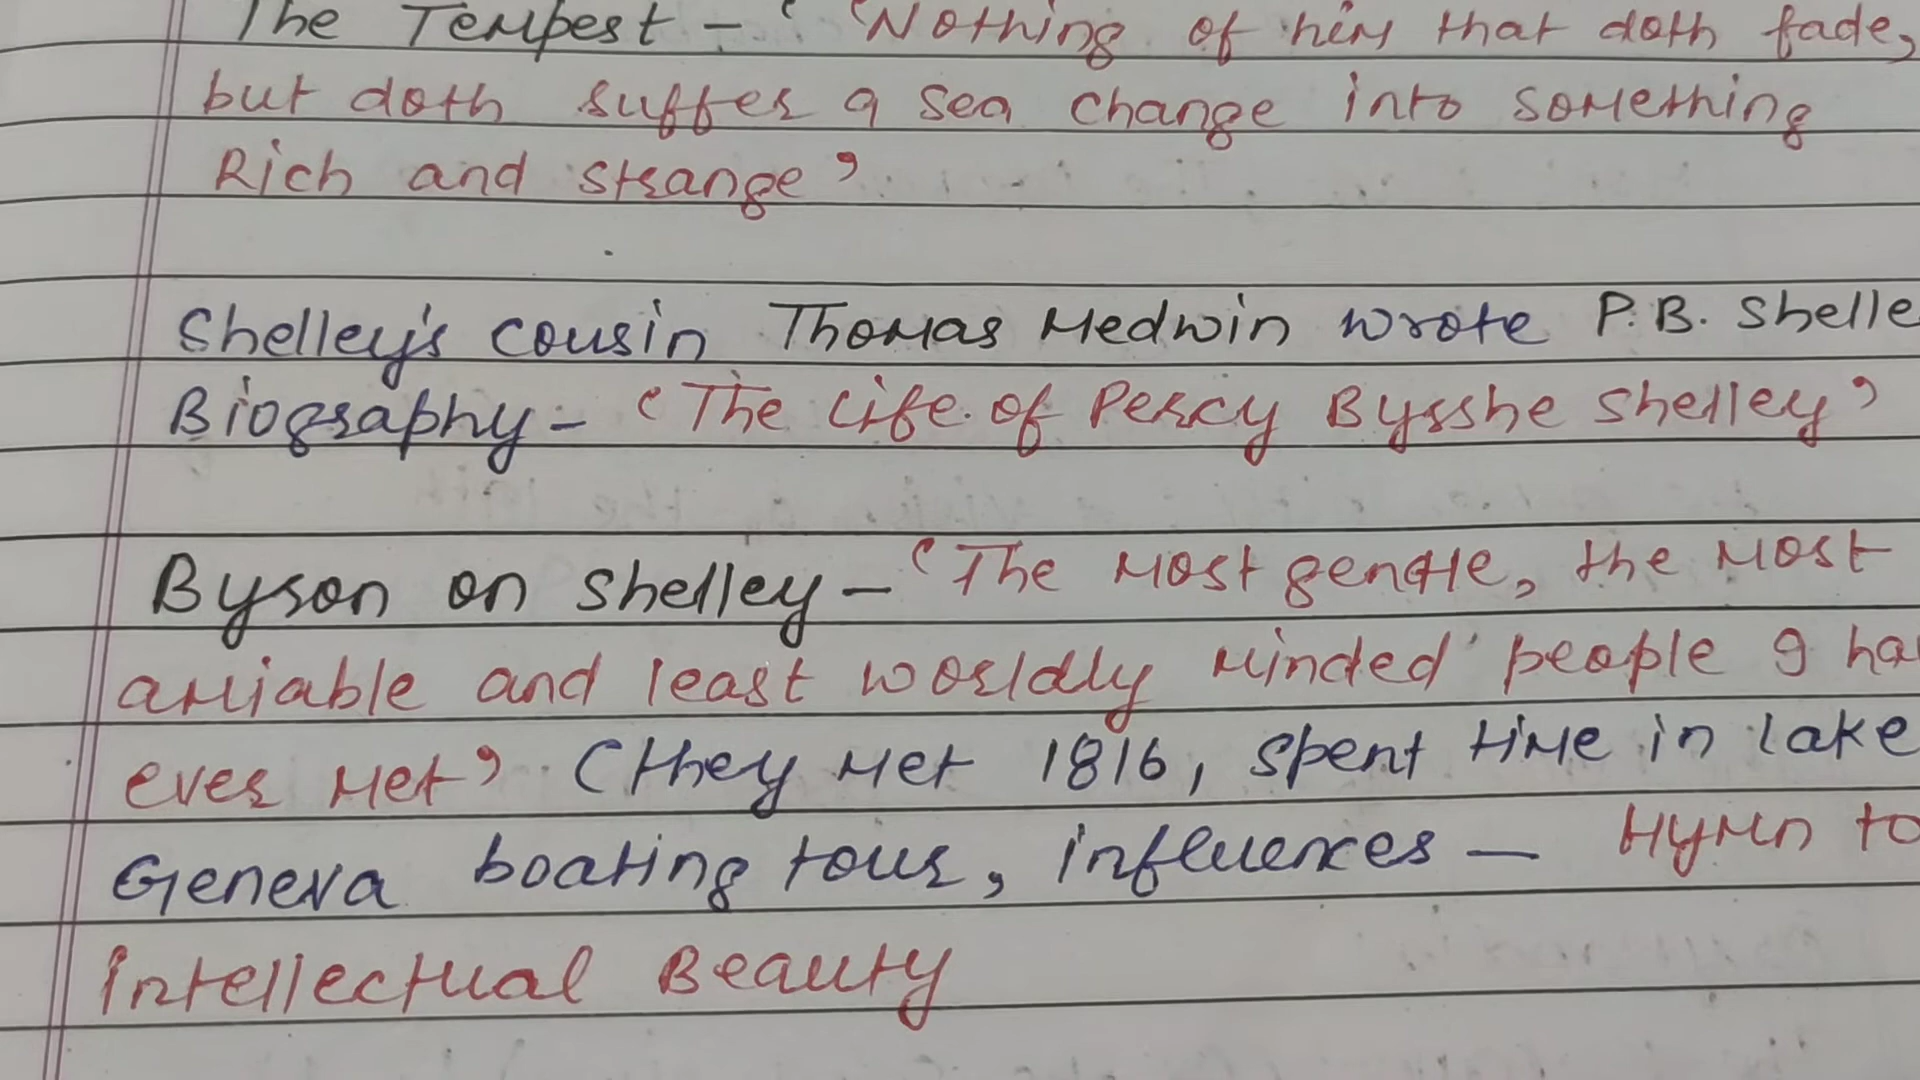 The Tempest - 'Nothing of him that doth fade,
but doth suffer a sea change into something
Rich and strange'
Shelley's cousin Thomas Medwin wrote P.B. Shelle
Biography - 'The Life of Percy Bysshe Shelley'
Byron on Shelley - 'The most gentle, the most
amiable and least worldly minded people I ha
ever met' (they met 1816, spent time in lake
Geneva boating tour, influences - Hymn to
Intellectual Beauty